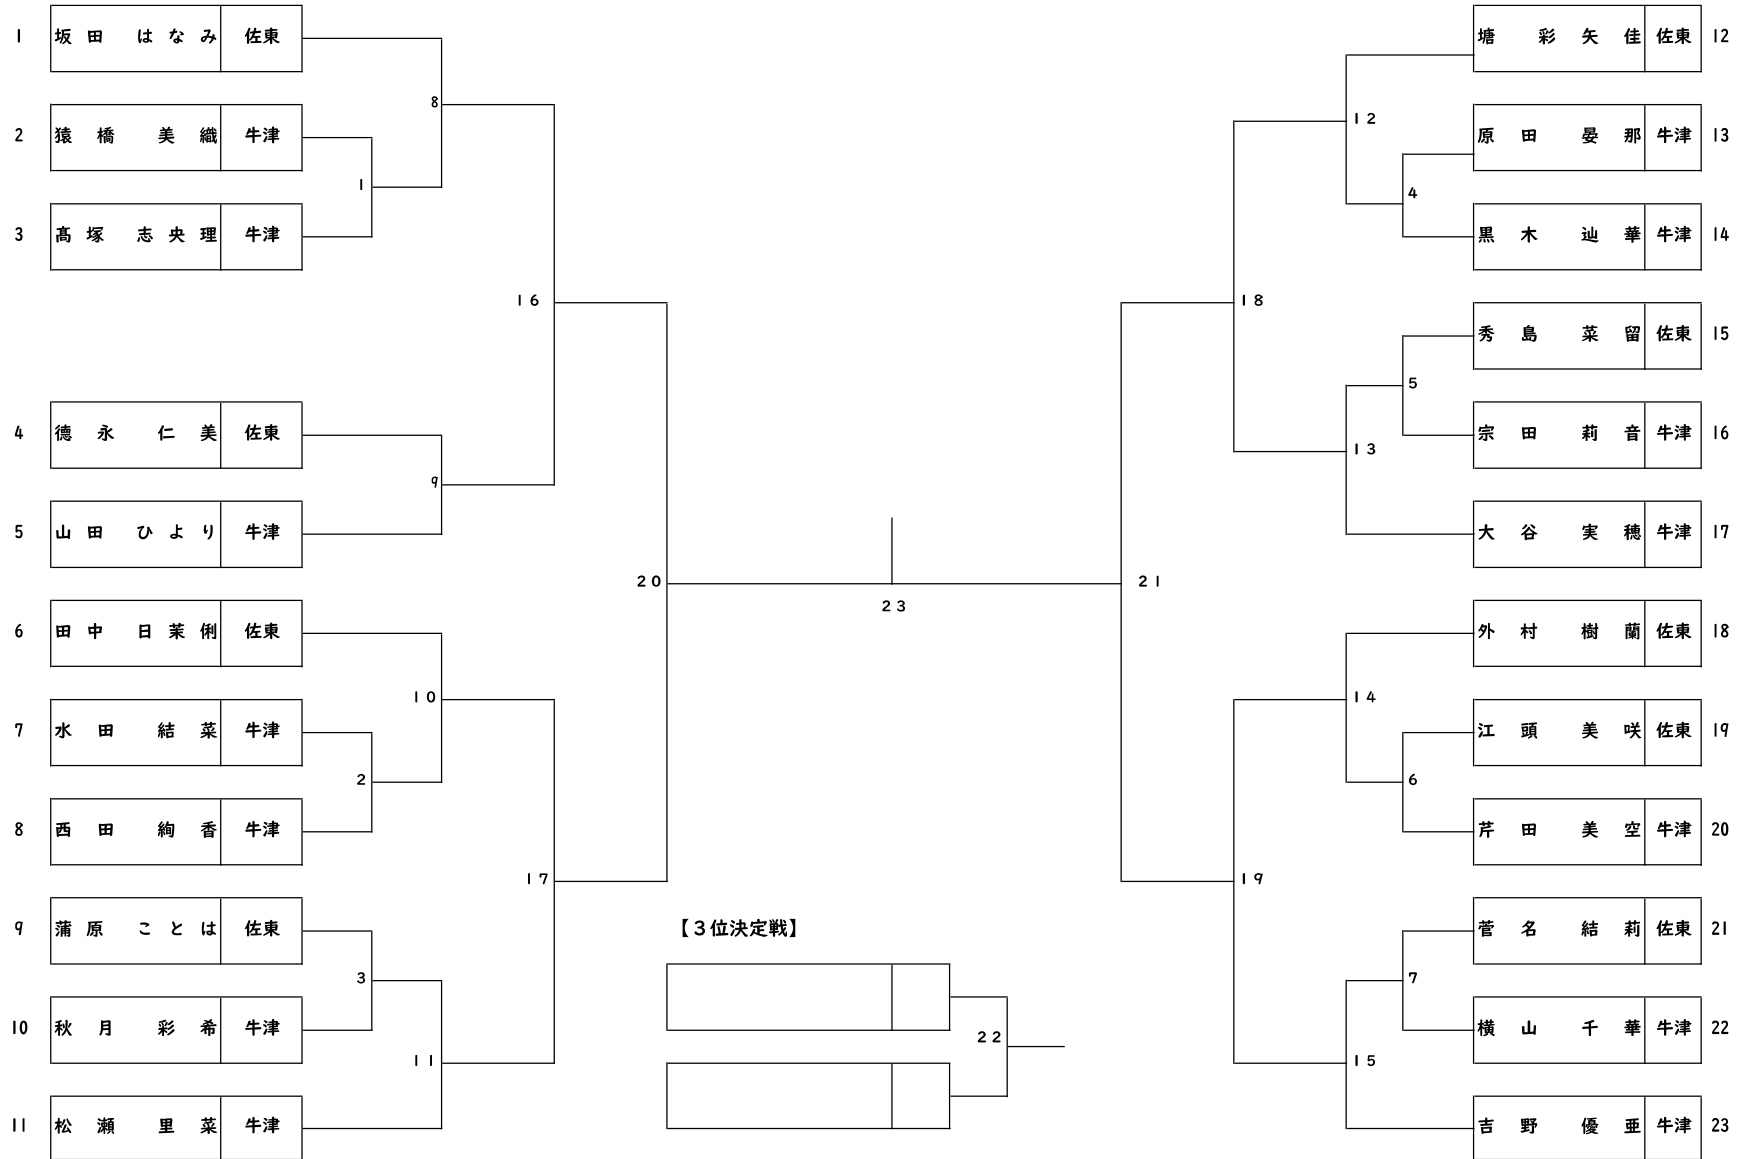 1 坂田 はなみ 佐東
8
2 猿橋 美織 牛津
1
3 髙塚 志央理 牛津
16
4 德永 仁美 佐東
9
5 山田 ひより 牛津
20
6 田中 日茉俐 佐東
10
7 水田 結菜 牛津
2
8 西田 絢香 牛津
17
9 蒲原 ことは 佐東
3
10 秋月 彩希 牛津
11
11 松瀬 里菜 牛津
23
【３位決定戦】
22
塘 彩矢佳 佐東 12
12
原田 晏那 牛津 13
4
黒木 辿華 牛津 14
18
秀島 菜留 佐東 15
5
宗田 莉音 牛津 16
13
大谷 実穂 牛津 17
21
外村 樹蘭 佐東 18
14
江頭 美咲 佐東 19
6
芹田 美空 牛津 20
19
菅名 結莉 佐東 21
7
横山 千華 牛津 22
15
吉野 優亜 牛津 23